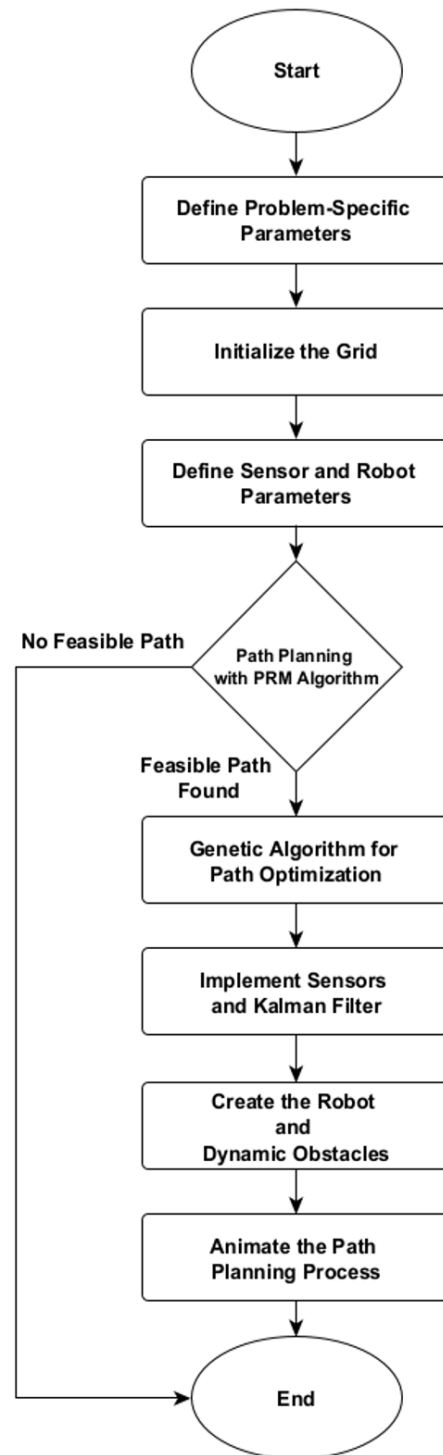 Start
Define Problem-Specific
Parameters
Initialize the Grid
Define Sensor and Robot
Parameters
No Feasible Path
Path Planning
with PRM Algorithm
Feasible Path
Found
Genetic Algorithm for
Path Optimization
Implement Sensors
and Kalman Filter
Create the Robot
and
Dynamic Obstacles
Animate the Path
Planning Process
End